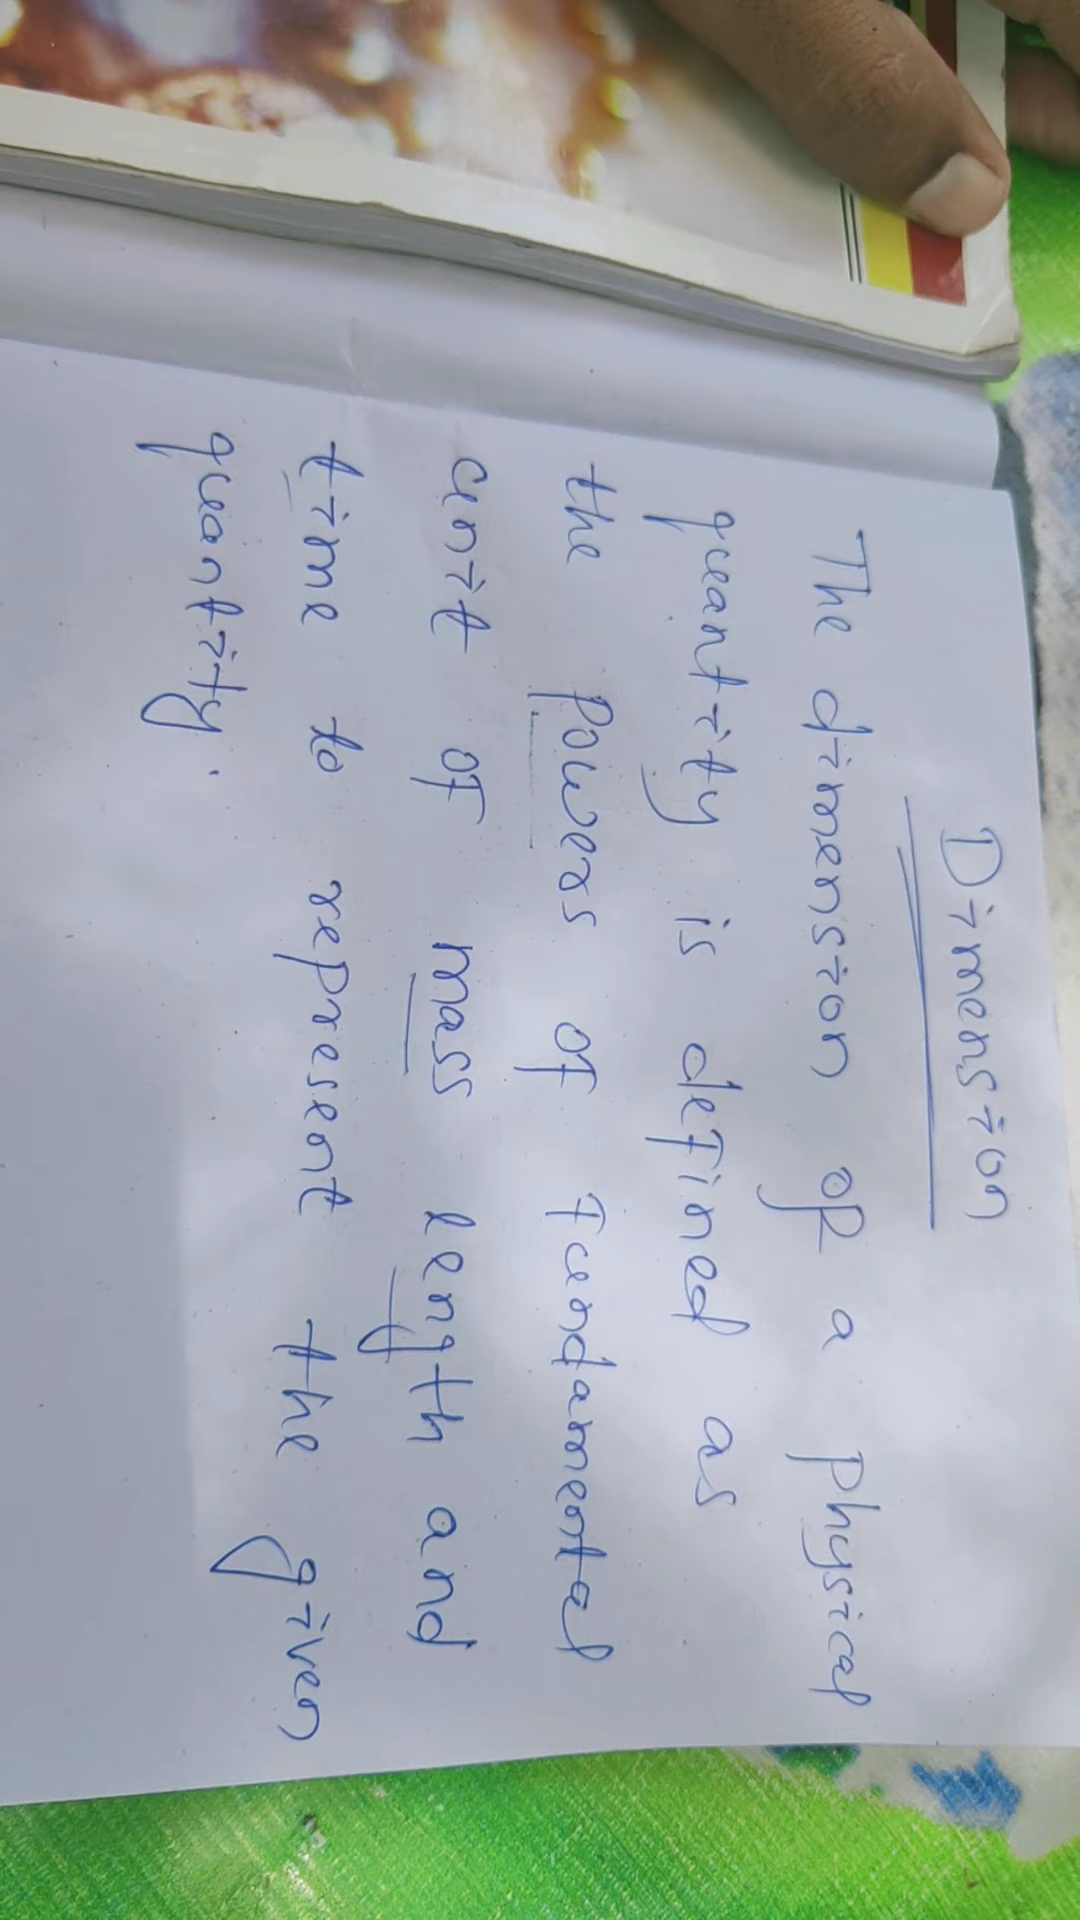 Dimension
The dimension of a physical
quantity is defined as
the powers of fundamental
unit of mass length and
time to represent the given
quantity.